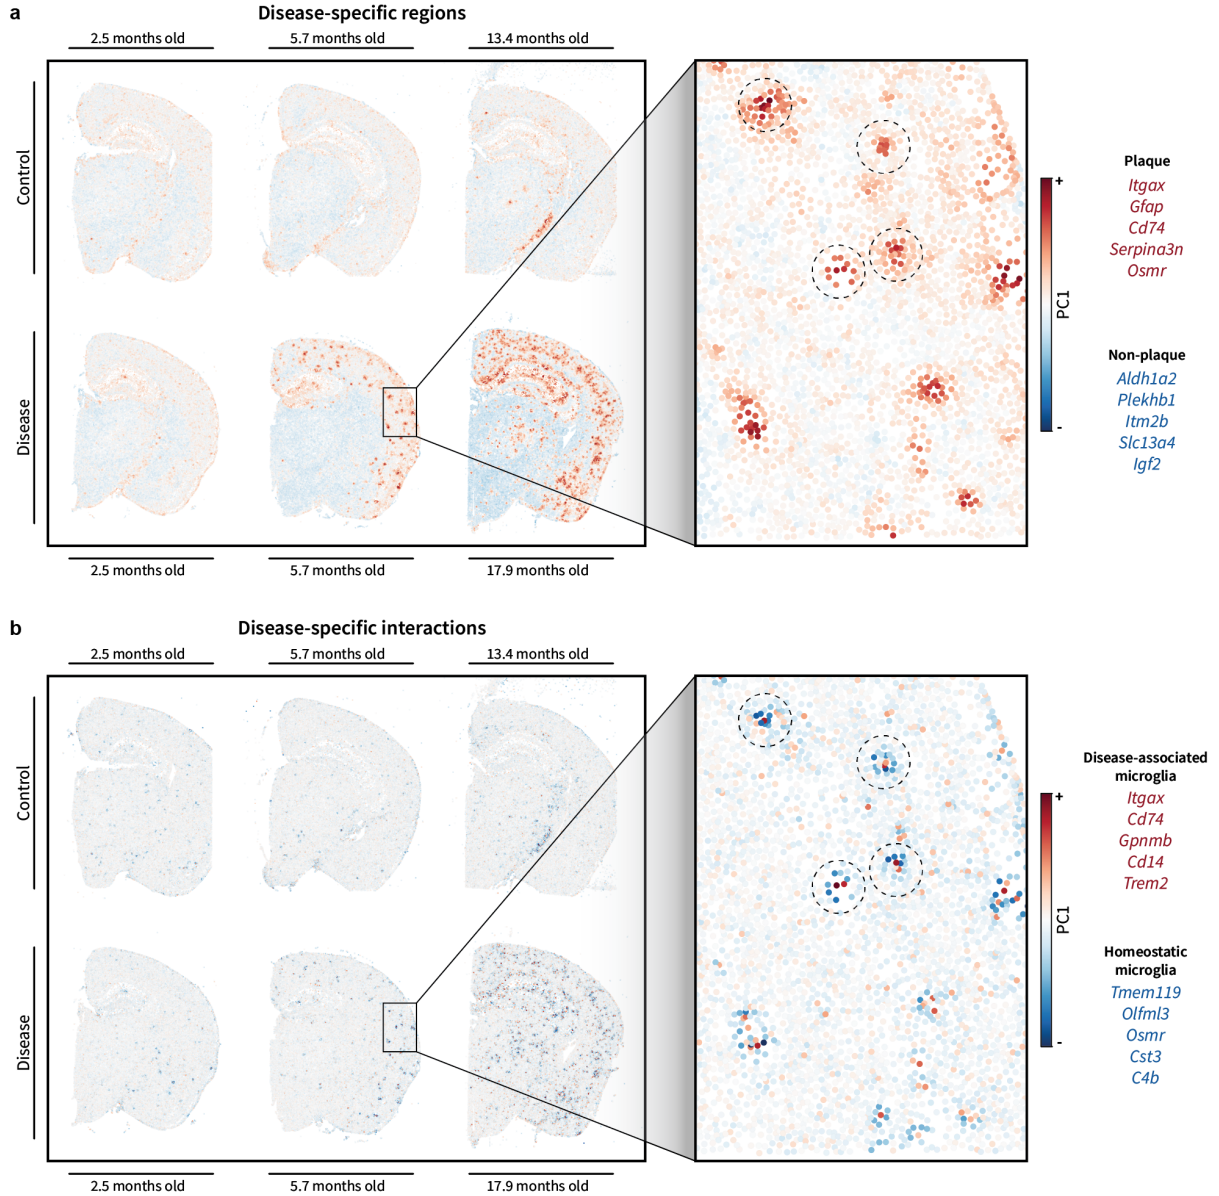 a
Disease-specific regions
2.5 months old
5.7 months old
13.4 months old
Control
Disease
2.5 months old
5.7 months old
17.9 months old
+
PC1
-
Plaque
Itgax
Gfap
Cd74
Serpina3n
Osmr
Non-plaque
Aldh1a2
Plekhb1
Itm2b
Slc13a4
Igf2
b
Disease-specific interactions
2.5 months old
5.7 months old
13.4 months old
Control
Disease
2.5 months old
5.7 months old
17.9 months old
+
PC1
-
Disease-associated
microglia
Itgax
Cd74
Gpnmb
Cd14
Trem2
Homeostatic
microglia
Tmem119
Olfml3
Osmr
Cst3
C4b